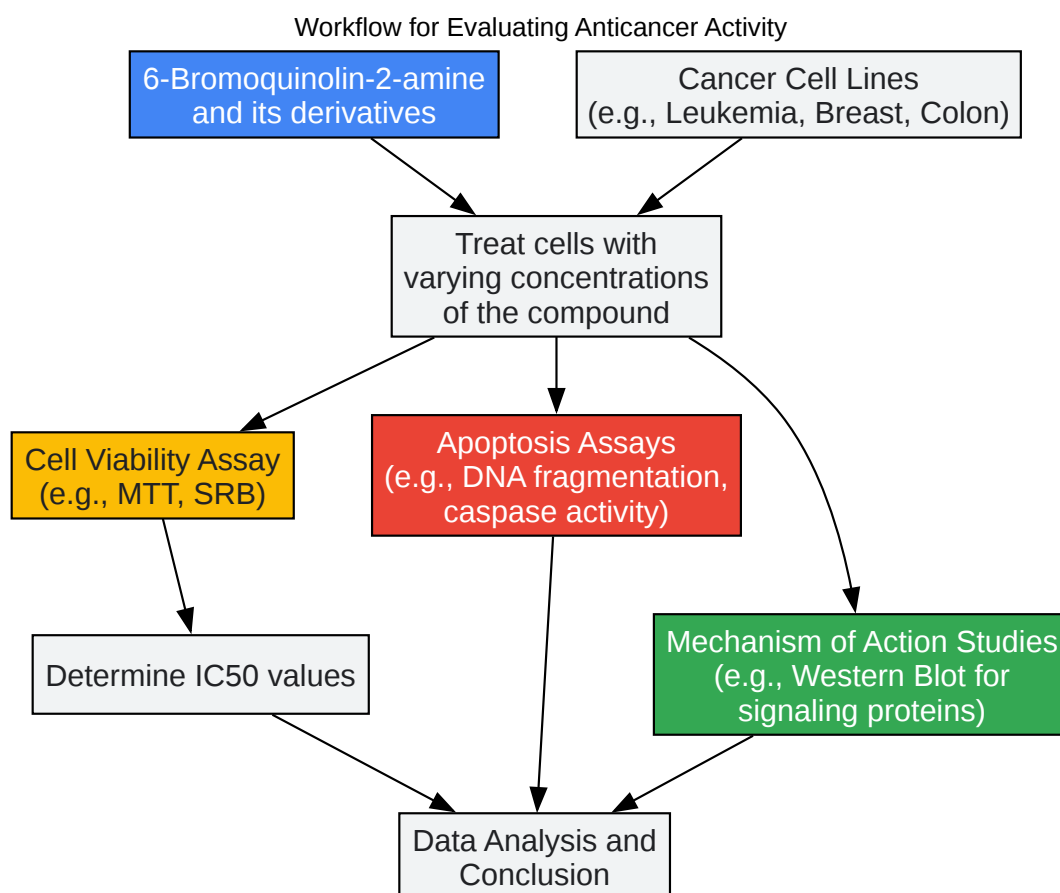 Workflow for Evaluating Anticancer Activity
6-Bromoquinolin-2-amine
and its derivatives
Cancer Cell Lines
(e.g., Leukemia, Breast, Colon)
Treat cells with
varying concentrations
of the compound
Cell Viability Assay
(e.g., MTT, SRB)
Apoptosis Assays
(e.g., DNA fragmentation,
caspase activity)
Determine IC50 values
Mechanism of Action Studies
(e.g., Western Blot for
signaling proteins)
Data Analysis and
Conclusion